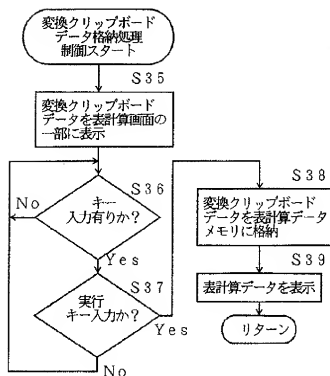 変換クリップボード
データ格納処理
制御スタート
S35
変換クリップボード
データを表計算画面の
一部に表示
S36
キー
入力有りか?
No
Yes
S37
実行
キー入力か?
Yes
No
S38
変換クリップボード
データを表計算データ
メモリに格納
S39
表計算データを表示
リターン